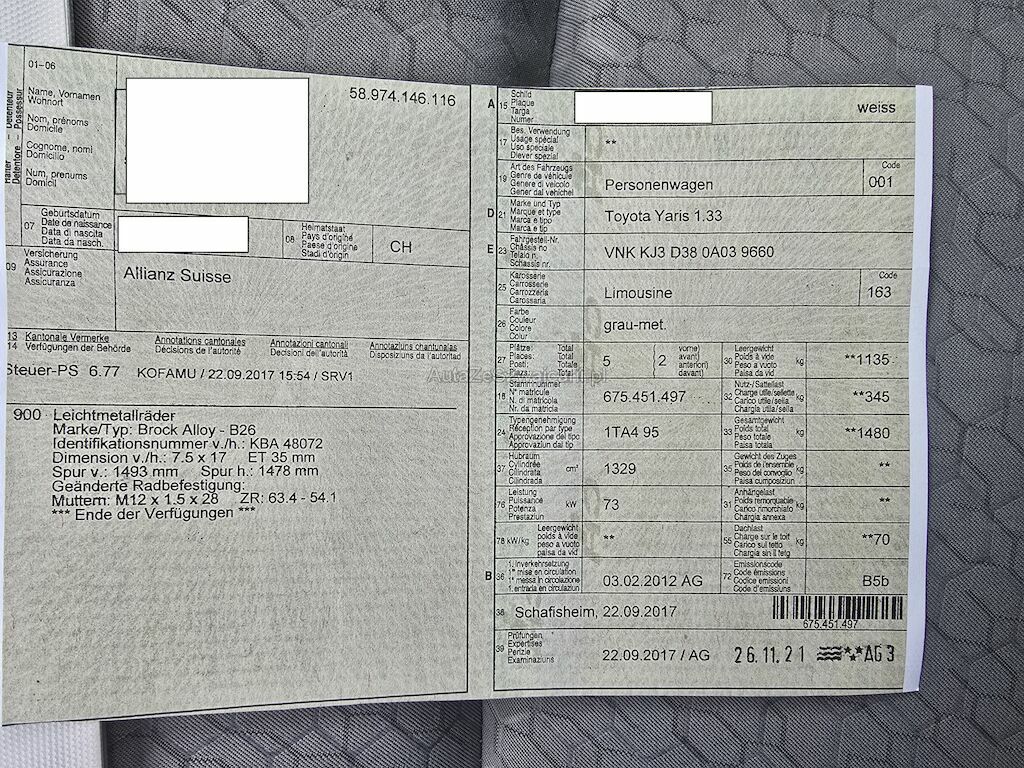 01-06
Halter - Détenteur
Detentore - Possessur
Name, Vornamen
Wohnort
Nom, prénoms
Domicile
Cognome, nomi
Domicilio
Num, prenums
Domicil
58.974.146.116
07
Geburtsdatum
Date de naissance
Data di nascita
Data da nasch.
08
Heimatstaat
Pays d'origine
Paese d'origine
Stadi d'origin
CH
09
Versicherung
Assurance
Assicurazione
Assicuranza
Allianz Suisse
13 Kantonale Vermerke
14 Verfügungen der Behörde
Annotations cantonales
Décisions de l'autorité
Annotazioni cantonali
Decisioni dell'autorità
Annotaziuns chantunalas
Disposiziuns da l'autoritad
Steuer-PS 6.77 KOFAMU / 22.09.2017 15:54 / SRV1
900 Leichtmetallräder
Marke/Typ: Brock Alloy - B26
Identifikationsnummer v./h.: KBA 48072
Dimension v./h.: 7.5 x 17 ET 35 mm
Spur v.: 1493 mm Spur h.: 1478 mm
Geänderte Radbefestigung:
Muttern: M12 x 1.5 x 28 ZR: 63.4 - 54.1
*** Ende der Verfügungen ***
A 15
Schild
Plaque
Targa
Numer
weiss
17
Bes. Verwendung
Usage spécial
Uso speciale
Diever spezial
**
19
Art des Fahrzeugs
Genre de véhicule
Genere di veicolo
Gener dal vehichel
Personenwagen
Code
001
D 21
Marke und Typ
Marque et type
Marca e tipo
Marca e tip
Toyota Yaris 1.33
E 23
Fahrgestell-Nr.
Châssis no
Telaio n.
Schassis nr.
VNK KJ3 D38 0A03 9660
25
Karosserie
Carrosserie
Carrozzeria
Carossaria
Limousine
Code
163
26
Farbe
Couleur
Colore
Colur
grau-met.
27
Plätze: Total
Places: Total
Posti: Total
Plazs: Total
5
(2
vorne)
avant)
anteriori)
davant)
30
Leergewicht
Poids à vide
Peso a vuoto
Paisa da vid
kg
**1135
18
Stammnummer
N° matricule
N. di matricola
Nr. da matricla
675.451.497
32
Nutz-/Sattellast
Charge utile/sellette
Carico utile/sella
Chargia utila/sella
kg
**345
24
Typengenehmigung
Réception par type
Approvazione del tipo
Approvaziun dal tip
1TA4 95
33
Gesamtgewicht
Poids total
Peso totale
Paisa totala
kg
**1480
37
Hubraum
Cylindrée
Cilindrata
Cilindrada
cm³
1329
35
Gewicht des Zuges
Poids de l'ensemble
Peso del convoglio
Paisa cumposiziun
kg
**
76
Leistung
Puissance
Potenza
Prestaziun
kW
73
31
Anhängelast
Poids remorquable
Carico rimorchiato
Chargia annexa
kg
**
78 kW/kg
Leergewicht
poids à vide
peso a vuoto
paisa da vid
**
55
Dachlast
Charge sur le toit
Carico sul tetto
Chargia sin il tetg
kg
**70
B 36
1. Inverkehrsetzung
1re mise en circulation
1a messa in circolazione
1. entrada en circulaziun
03.02.2012 AG
72
Emissionscode
Code émissions
Codice emissioni
Code d'emissiuns
B5b
38
Schafisheim, 22.09.2017
675.451.497
39
Prüfungen
Expertises
Perizie
Examinaziuns
22.09.2017 / AG
26.11.21
AG 3